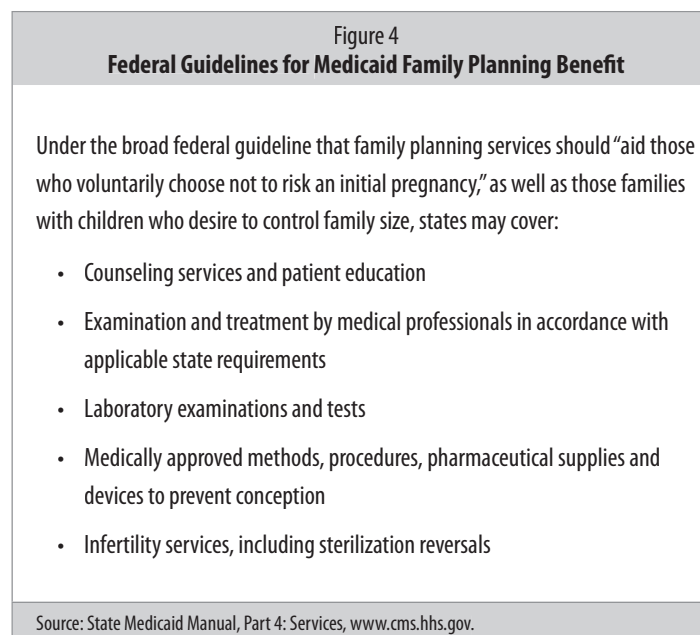 Figure 4
Federal Guidelines for Medicaid Family Planning Benefit
Under the broad federal guideline that family planning services should “aid those
who voluntarily choose not to risk an initial pregnancy,” as well as those families
with children who desire to control family size, states may cover:
• Counseling services and patient education
• Examination and treatment by medical professionals in accordance with
applicable state requirements
• Laboratory examinations and tests
• Medically approved methods, procedures, pharmaceutical supplies and
devices to prevent conception
• Infertility services, including sterilization reversals
Source: State Medicaid Manual, Part 4: Services, www.cms.hhs.gov.